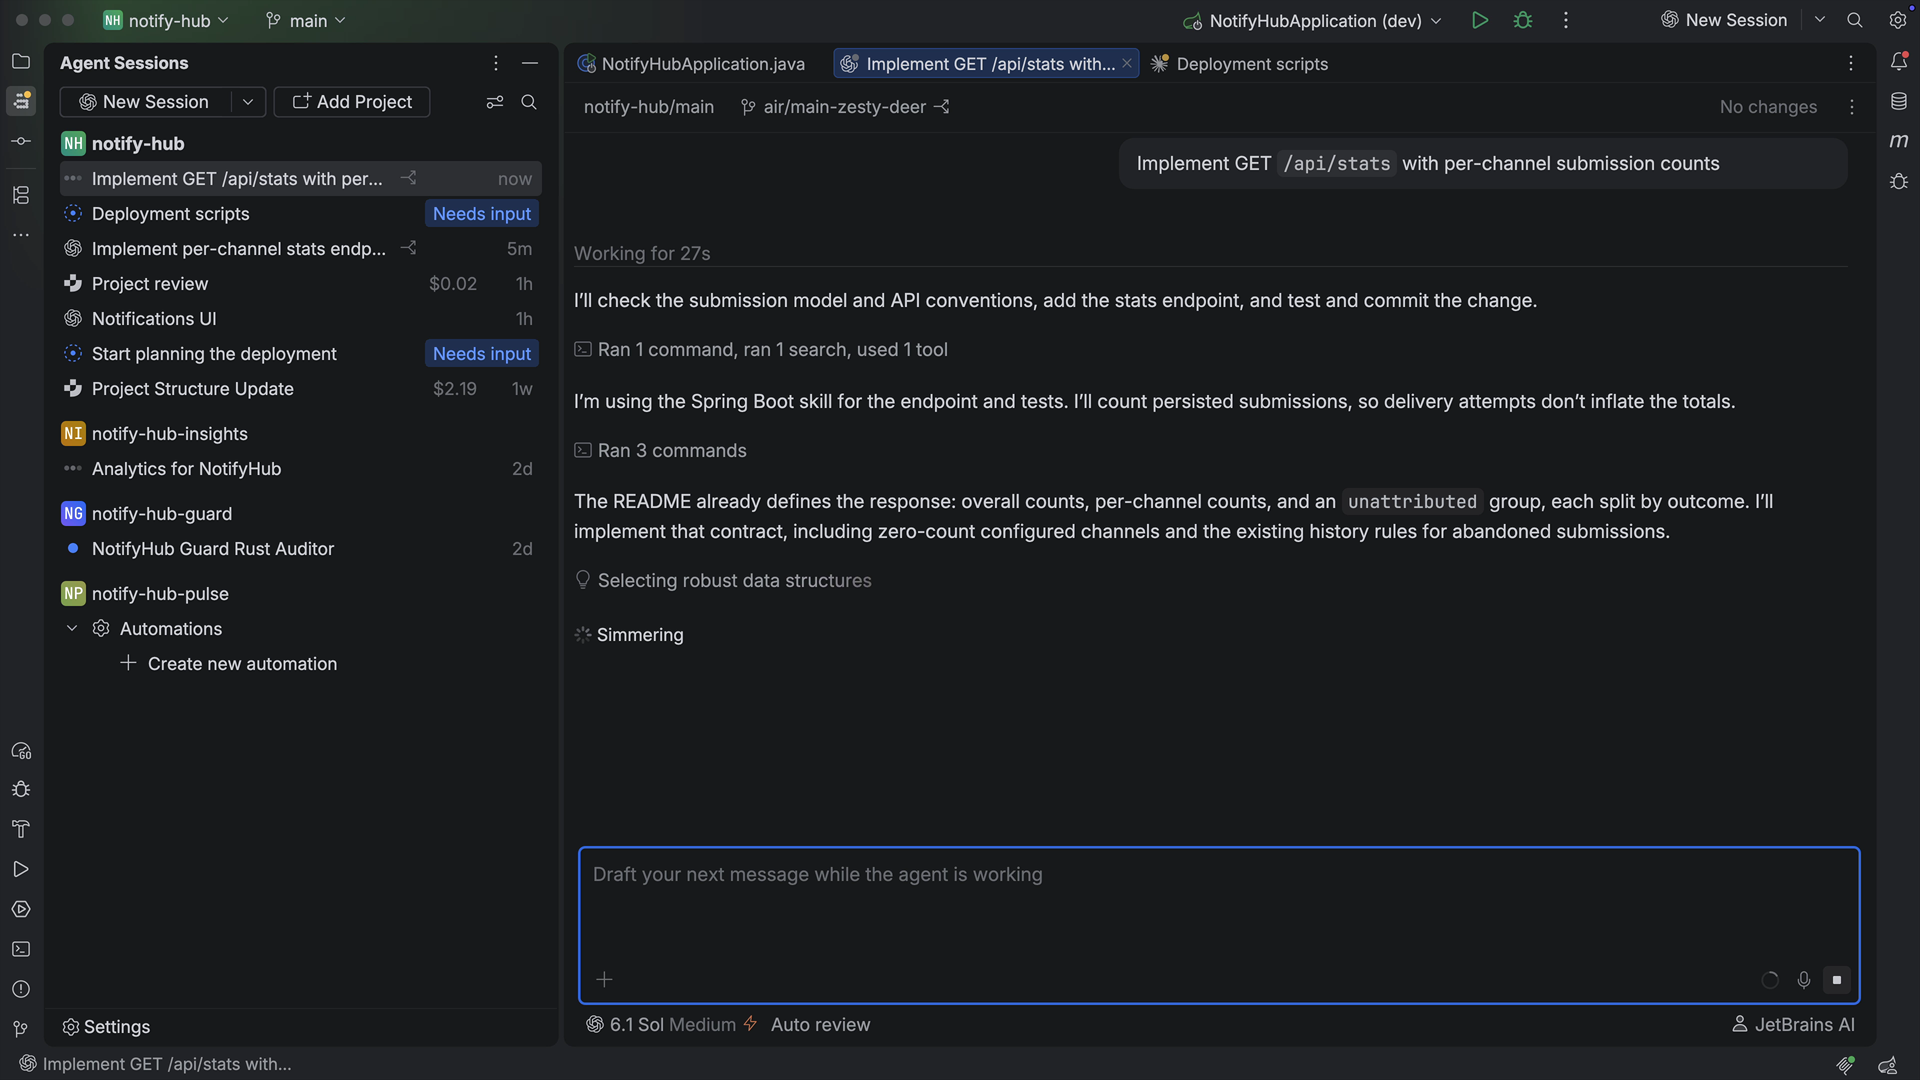 NH notify-hub main NotifyHubApplication (dev) New Session
Agent Sessions
New Session Add Project
NH notify-hub
Implement GET /api/stats with per... now
Deployment scripts Needs input
Implement per-channel stats endp... 5m
Project review $0.02 1h
Notifications UI 1h
Start planning the deployment Needs input
Project Structure Update $2.19 1w
NI notify-hub-insights
Analytics for NotifyHub 2d
NG notify-hub-guard
NotifyHub Guard Rust Auditor 2d
NP notify-hub-pulse
Automations
Create new automation
Settings
NotifyHubApplication.java Implement GET /api/stats with... Deployment scripts
notify-hub/main air/main-zesty-deer No changes
Implement GET /api/stats with per-channel submission counts
Working for 27s
I’ll check the submission model and API conventions, add the stats endpoint, and test and commit the change.
Ran 1 command, ran 1 search, used 1 tool
I’m using the Spring Boot skill for the endpoint and tests. I’ll count persisted submissions, so delivery attempts don’t inflate the totals.
Ran 3 commands
The README already defines the response: overall counts, per-channel counts, and an unattributed group, each split by outcome. I’ll
implement that contract, including zero-count configured channels and the existing history rules for abandoned submissions.
Selecting robust data structures
Simmering
Draft your next message while the agent is working
6.1 Sol Medium Auto review JetBrains AI
Implement GET /api/stats with...
m
GO